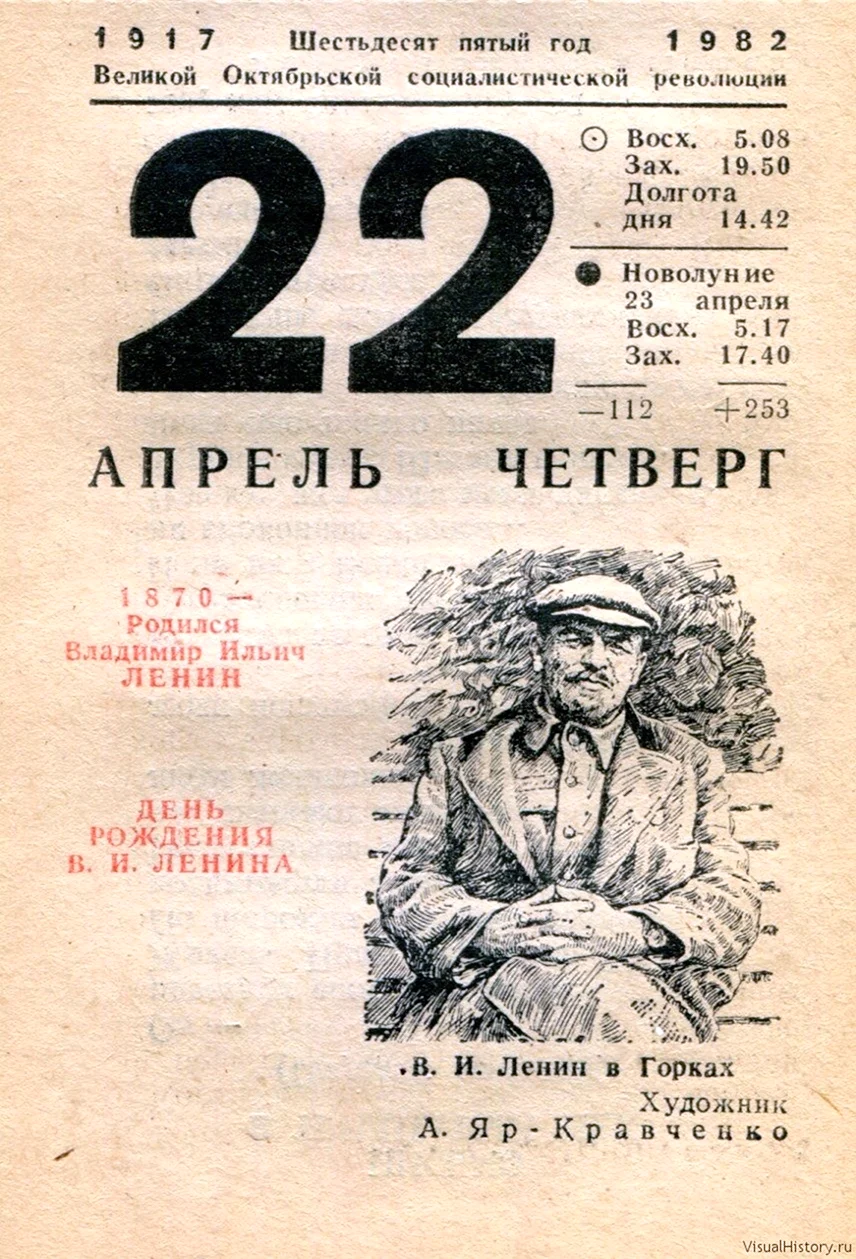 1917 Шестьдесят пятый год 1982
Великой Октябрьской социалистической революции
22
Восх. 5.08
Зах. 19.50
Долгота
дня 14.42
Новолуние
23 апреля
Восх. 5.17
Зах. 17.40
—112 +253
АПРЕЛЬ ЧЕТВЕРГ
1870 —
Родился
Владимир Ильич
ЛЕНИН
ДЕНЬ
РОЖДЕНИЯ
В. И. ЛЕНИНА
В. И. Ленин в Горках
Художник
А. Яр-Кравченко
VisualHistory.ru